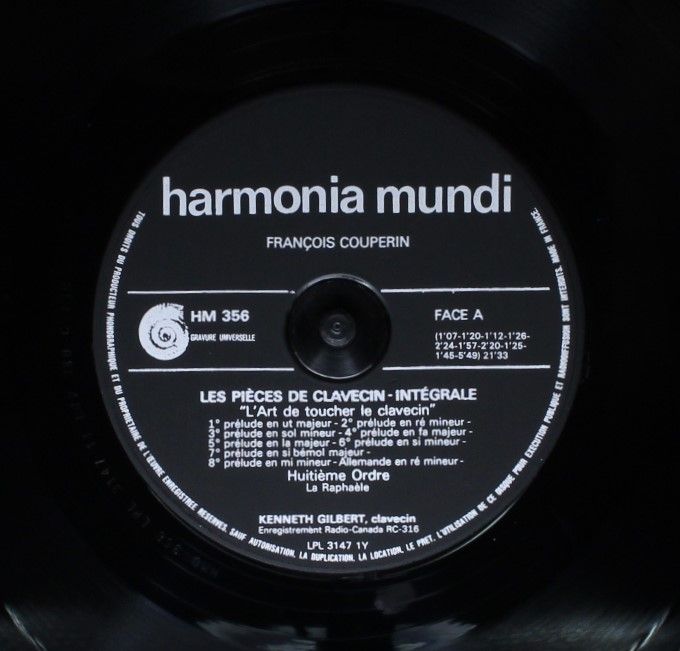 harmonia mundi
FRANÇOIS COUPERIN
HM 356
GRAVURE UNIVERSELLE
FACE A
(1'07-1'20-1'12-1'26-
2'24-1'57-2'20-1'25-
1'45-5'49) 21'33
LES PIÈCES DE CLAVECIN-INTÉGRALE
"L'Art de toucher le clavecin"
1° prélude en ut majeur - 2° prélude en ré mineur -
3° prélude en sol mineur - 4° prélude en fa majeur -
5° prélude en la majeur - 6° prélude en si mineur -
7° prélude en si bémol majeur -
8° prélude en mi mineur - Allemande en ré mineur -
Huitième Ordre
La Raphaèle
KENNETH GILBERT, clavecin
Enregistrement Radio-Canada RC-316
LPL 3147 1Y
TOUS DROITS DU PRODUCTEUR PHONOGRAPHIQUE ET DU PROPRIETAIRE DE L'ŒUVRE ENREGISTREE RESERVES. SAUF AUTORISATION, LA DUPLICATION, LA LOCATION, LE PRET, L'UTILISATION DE CE DISQUE POUR EXECUTION PUBLIQUE ET RADIODIFFUSION SONT INTERDITS. MADE IN FRANCE.